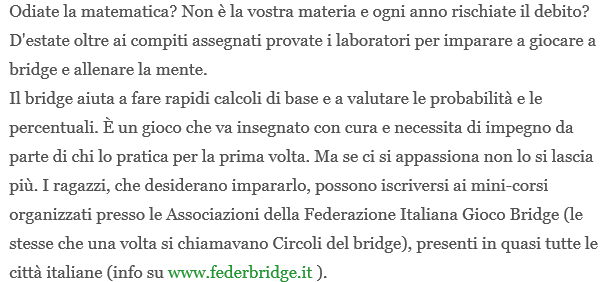 Odiate la matematica? Non è la vostra materia e ogni anno rischiate il debito?
D'estate oltre ai compiti assegnati provate i laboratori per imparare a giocare a
bridge e allenare la mente.
Il bridge aiuta a fare rapidi calcoli di base e a valutare le probabilità e le
percentuali. È un gioco che va insegnato con cura e necessita di impegno da
parte di chi lo pratica per la prima volta. Ma se ci si appassiona non lo si lascia
più. I ragazzi, che desiderano impararlo, possono iscriversi ai mini-corsi
organizzati presso le Associazioni della Federazione Italiana Gioco Bridge (le
stesse che una volta si chiamavano Circoli del bridge), presenti in quasi tutte le
città italiane (info su www.federbridge.it ).